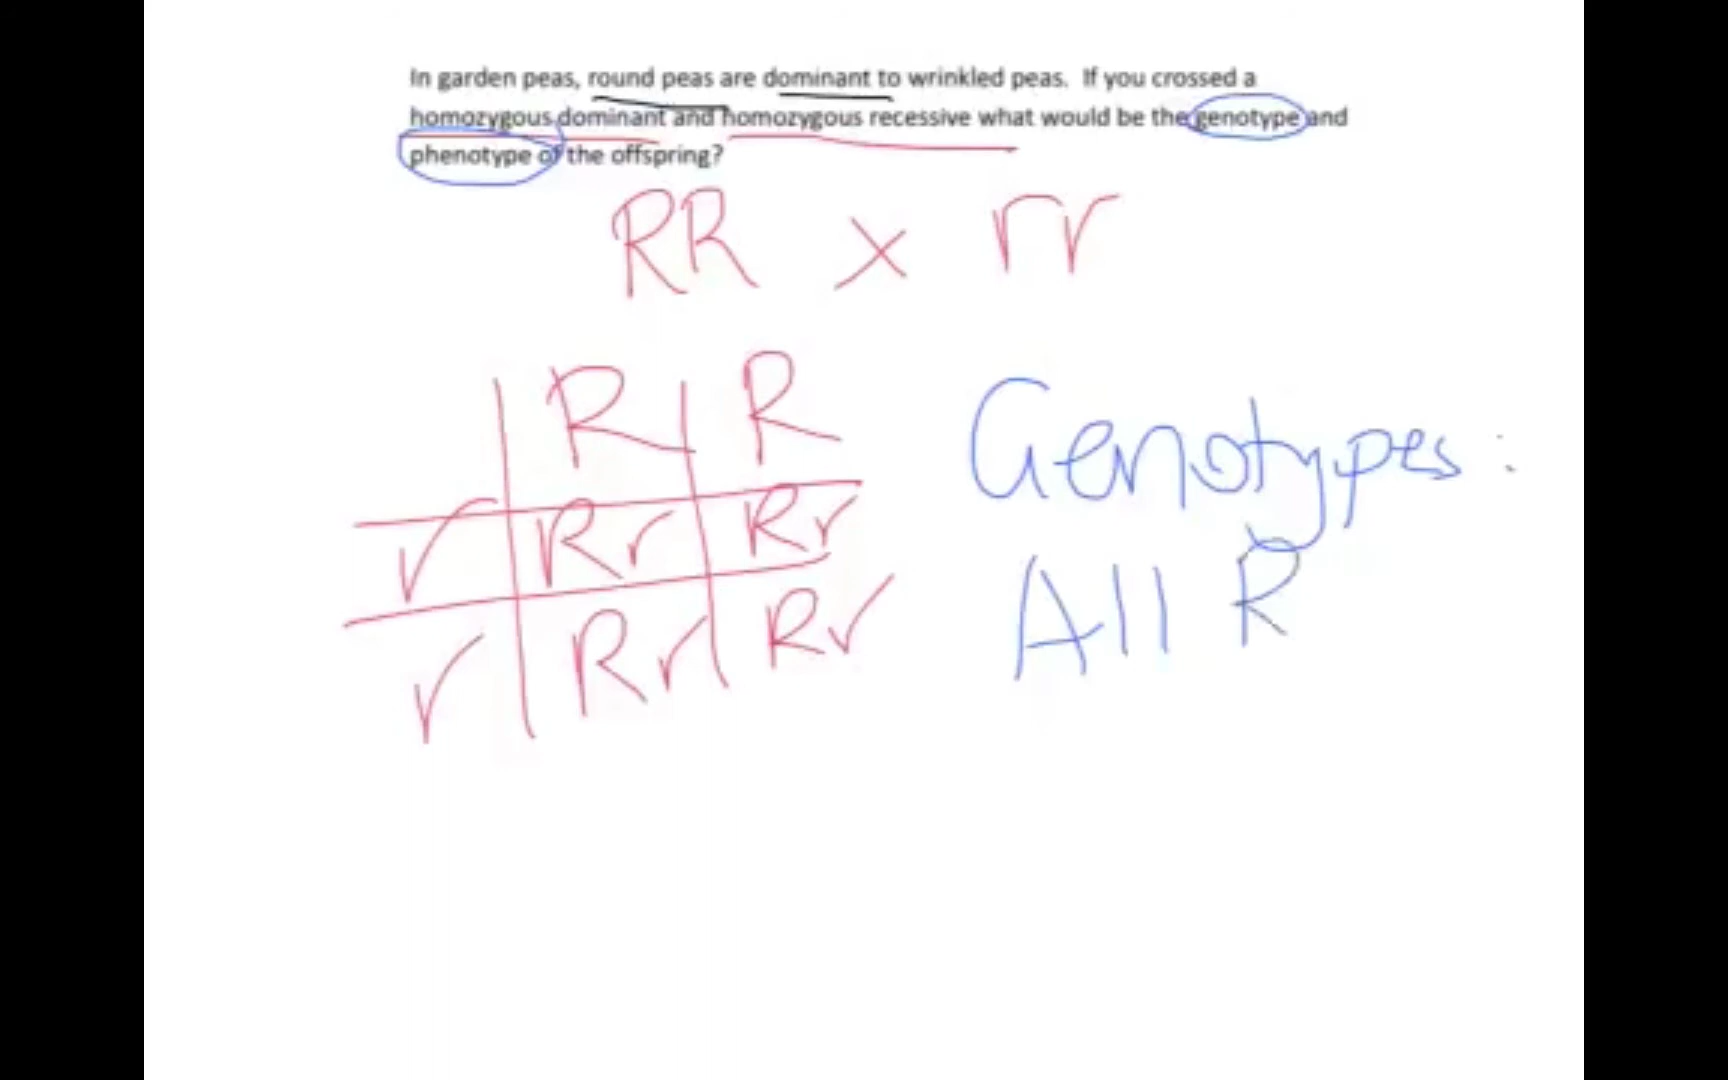 In garden peas, round peas are dominant to wrinkled peas. If you crossed a
homozygous dominant and homozygous recessive what would be the genotype and
phenotype of the offspring?
RR x rr
R R
r Rr Rr
r Rr Rr
Genotypes:
All R